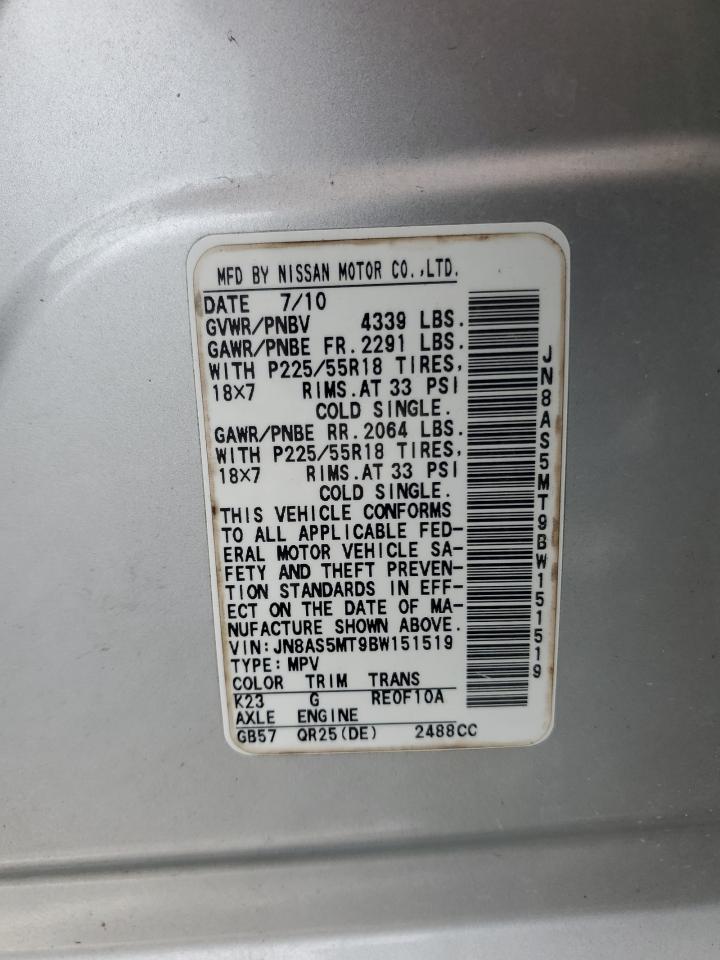 MFD BY NISSAN MOTOR CO.,LTD.
DATE 7/10
GVWR/PNBV 4339 LBS.
GAWR/PNBE FR.2291 LBS.
WITH P225/55R18 TIRES,
18X7 RIMS.AT 33 PSI
COLD SINGLE.
GAWR/PNBE RR.2064 LBS.
WITH P225/55R18 TIRES,
18X7 RIMS.AT 33 PSI
COLD SINGLE.
THIS VEHICLE CONFORMS
TO ALL APPLICABLE FED-
ERAL MOTOR VEHICLE SA-
FETY AND THEFT PREVEN-
TION STANDARDS IN EFF-
ECT ON THE DATE OF MA-
NUFACTURE SHOWN ABOVE.
VIN:JN8AS5MT9BW151519
TYPE:MPV
COLOR TRIM TRANS
K23 G RE0F10A
AXLE ENGINE
GB57 QR25(DE) 2488CC
JN8AS5MT9BW151519